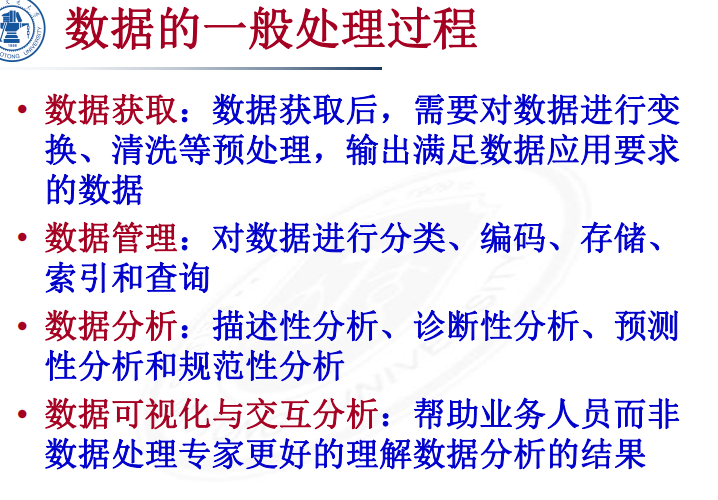 数据的一般处理过程
• 数据获取：数据获取后，需要对数据进行变
换、清洗等预处理，输出满足数据应用要求
的数据
• 数据管理：对数据进行分类、编码、存储、
索引和查询
• 数据分析：描述性分析、诊断性分析、预测
性分析和规范性分析
• 数据可视化与交互分析：帮助业务人员而非
数据处理专家更好的理解数据分析的结果